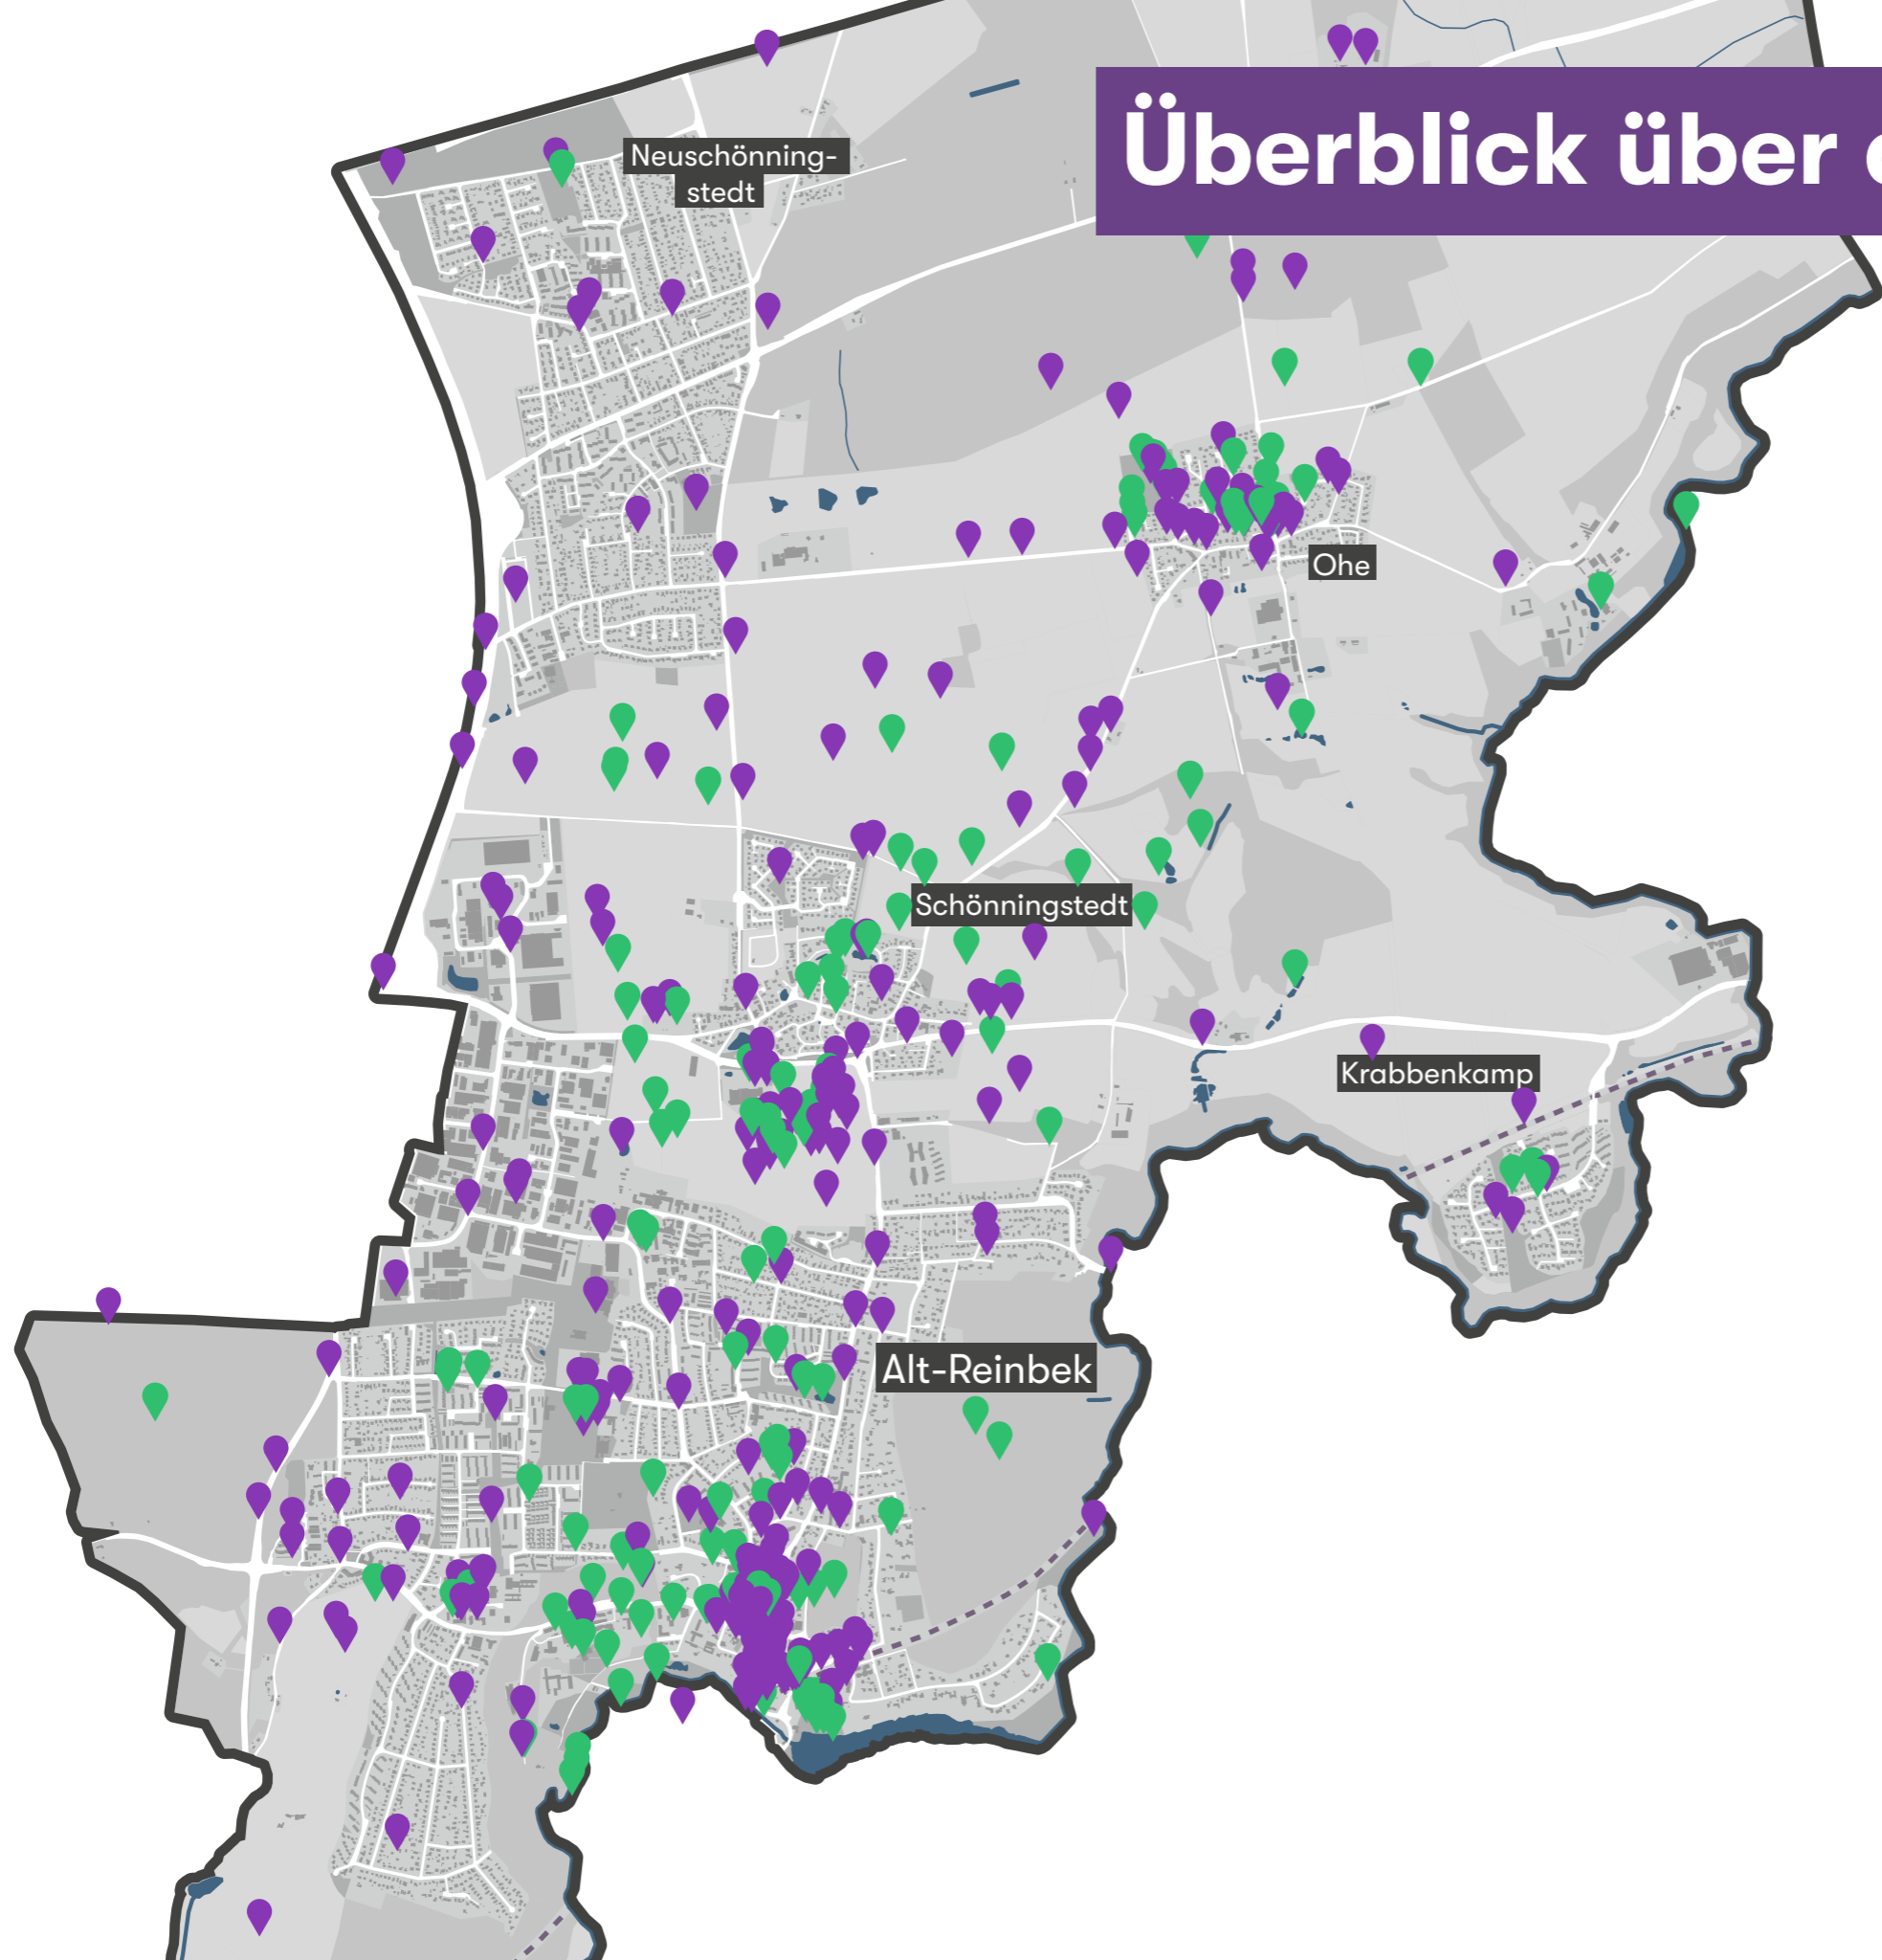 Neuschönning-
stedt
Überblick über
Ohe
Schönningstedt
Krabbenkamp
Alt-Reinbek